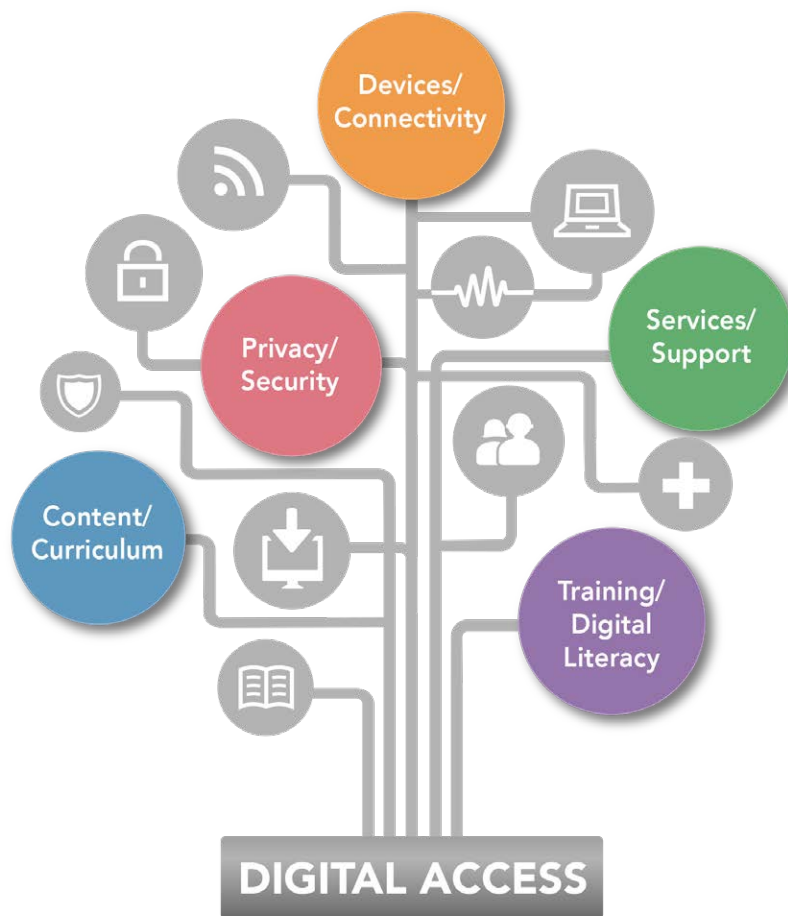 Devices/
Connectivity
Privacy/
Security
Services/
Support
Content/
Curriculum
Training/
Digital
Literacy
DIGITAL ACCESS